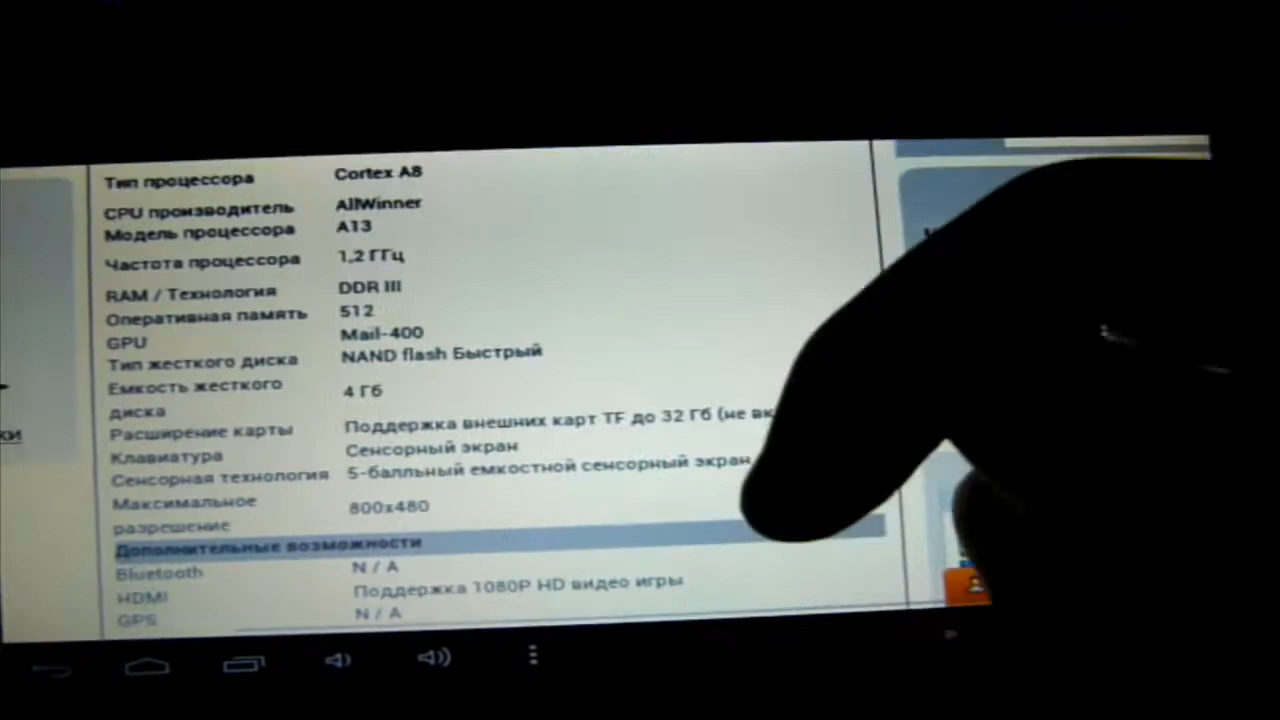 Тип процессора Cortex A8
CPU производитель AllWinner
Модель процессора A13
Частота процессора 1,2 ГГц
RAM / Технология DDR III
Оперативная память 512
GPU Mail-400
Тип жесткого диска NAND flash Быстрый
Емкость жесткого диска 4 Гб
Расширение карты Поддержка внешних карт TF до 32 Гб (не
Клавиатура Сенсорный экран
Сенсорная технология 5-балльный емкостной сенсорный экран
Максимальное разрешение 800x480
Дополнительные возможности
Bluetooth N / A
HDMI Поддержка 1080P HD видео игры
GPS N / A